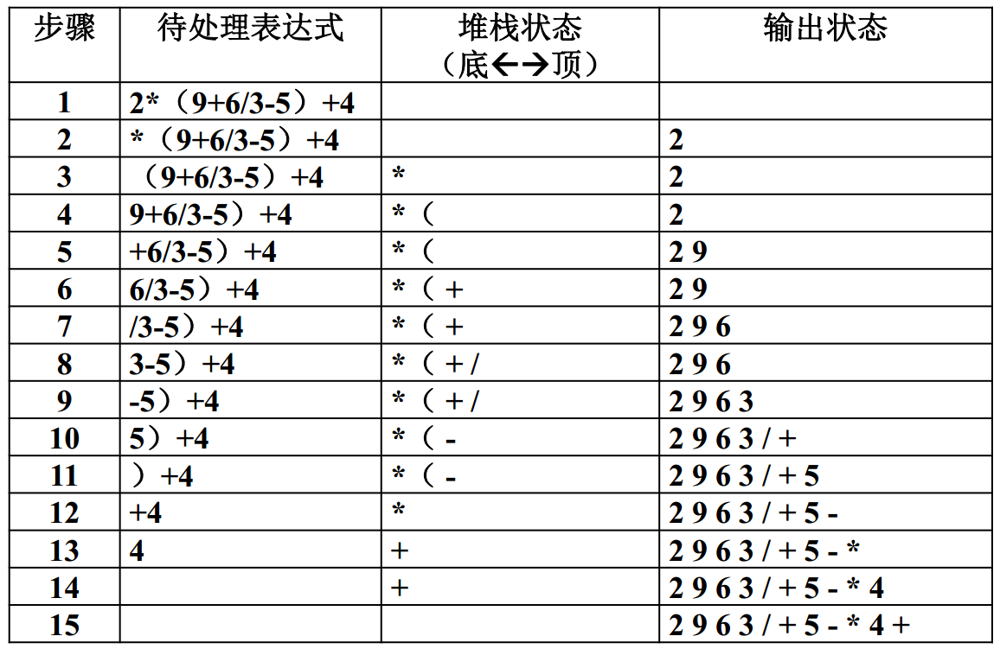 步骤 待处理表达式 堆栈状态 输出状态
（底←→顶）
1 2*（9+6/3-5）+4
2 *（9+6/3-5）+4 2
3 （9+6/3-5）+4 * 2
4 9+6/3-5）+4 *（ 2
5 +6/3-5）+4 *（ 2 9
6 6/3-5）+4 *（ + 2 9
7 /3-5）+4 *（ + 2 9 6
8 3-5）+4 *（ + / 2 9 6
9 -5）+4 *（ + / 2 9 6 3
10 5）+4 *（ - 2 9 6 3 / +
11 ）+4 *（ - 2 9 6 3 / + 5
12 +4 * 2 9 6 3 / + 5 -
13 4 + 2 9 6 3 / + 5 - *
14 + 2 9 6 3 / + 5 - * 4
15 2 9 6 3 / + 5 - * 4 +